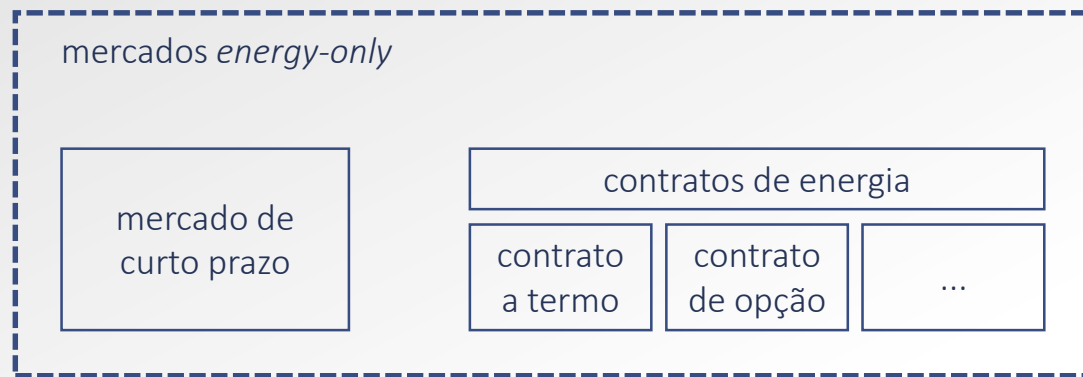 mercados energy-only
mercado de
curto prazo
contratos de energia
contrato
a termo
contrato
de opção
...